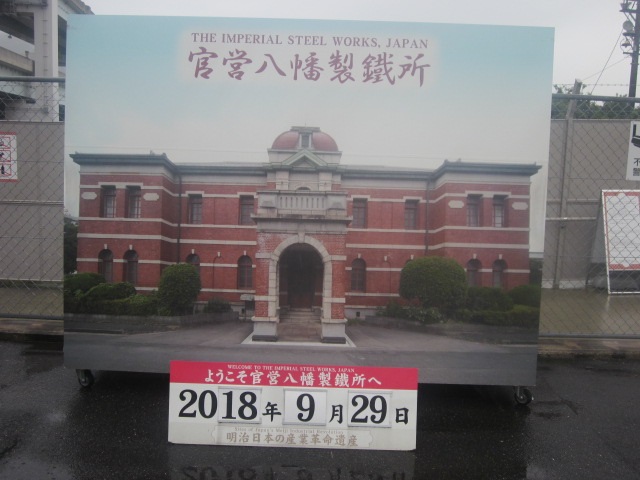 THE IMPERIAL STEEL WORKS, JAPAN
官営八幡製鐵所
WELCOME TO THE IMPERIAL STEEL WORKS, JAPAN
ようこそ官営八幡製鐵所へ
2018年 9月29日
明治日本の産業革命遺産